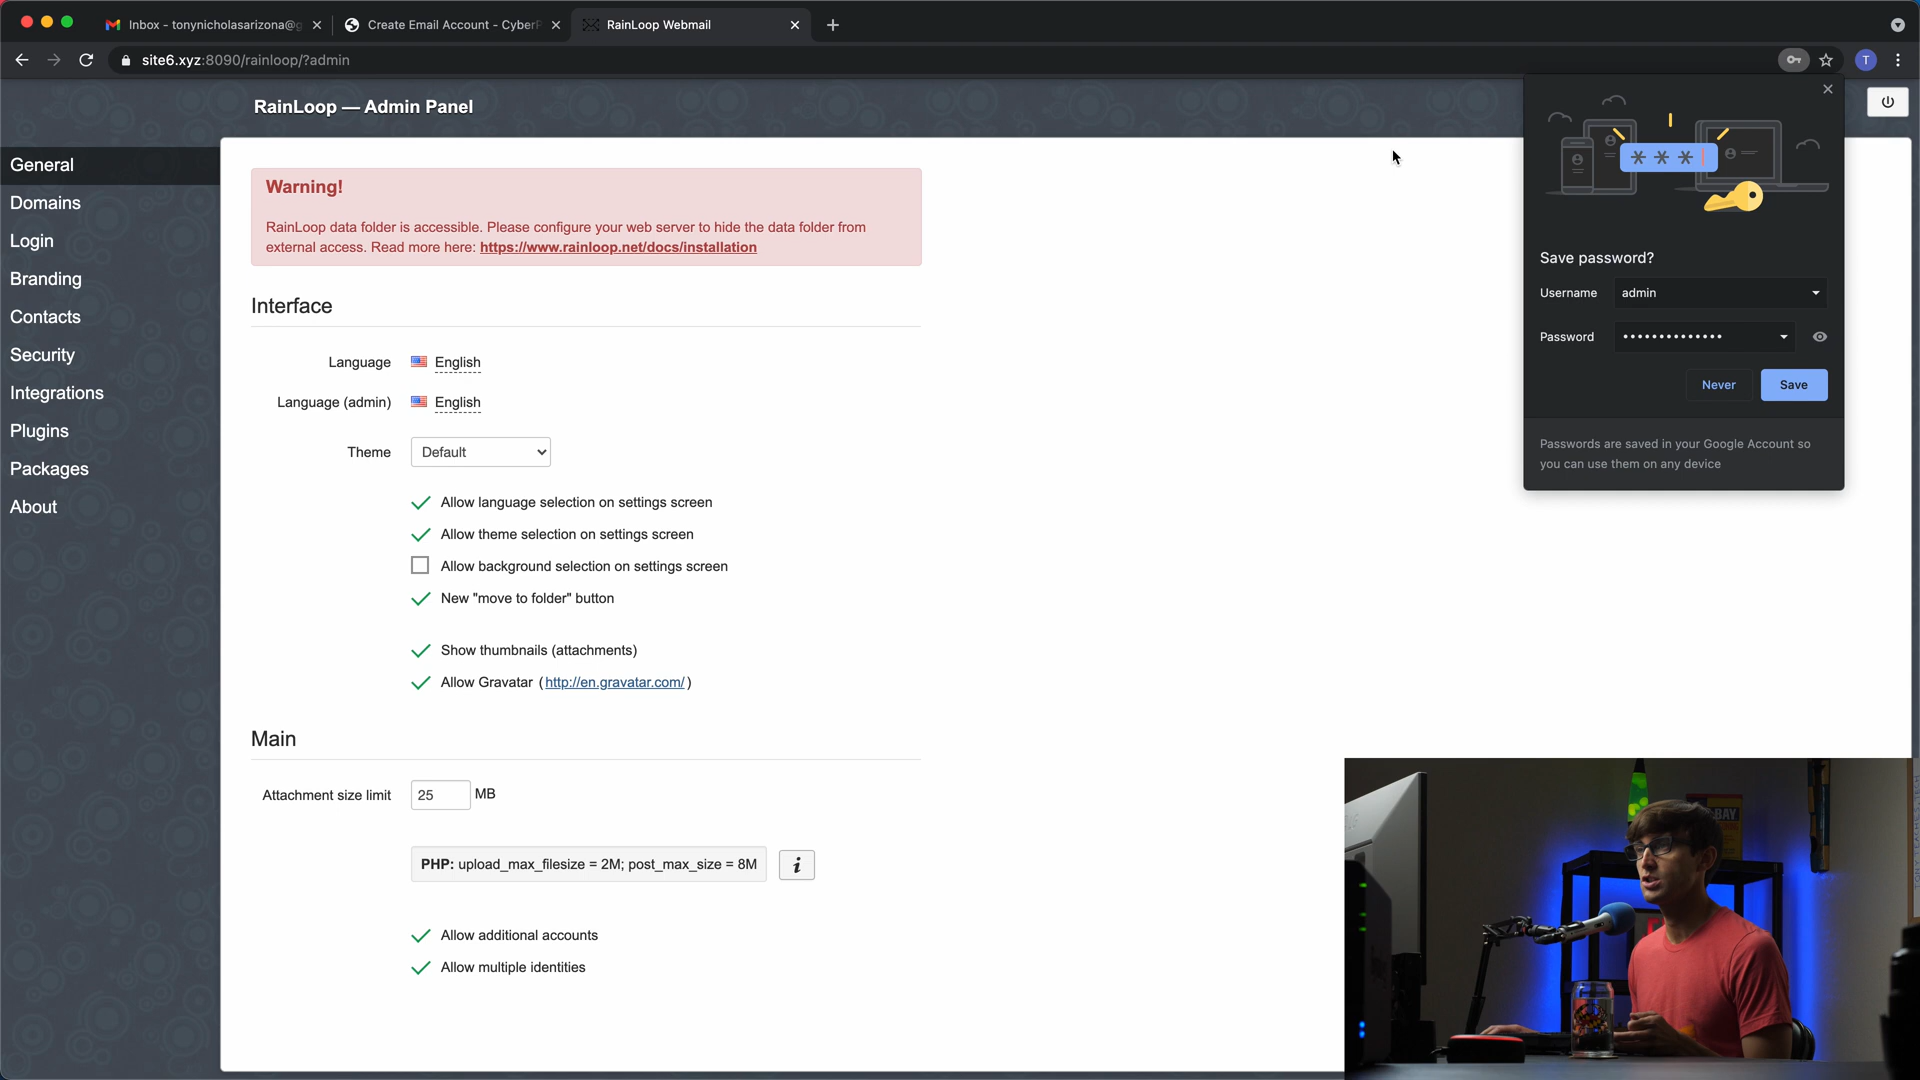 Inbox - tonynicholasarizona@g
Create Email Account - CyberP
RainLoop Webmail
site6.xyz:8090/rainloop/?admin
T
RainLoop — Admin Panel
General
Domains
Login
Branding
Contacts
Security
Integrations
Plugins
Packages
About
Warning!
RainLoop data folder is accessible. Please configure your web server to hide the data folder from
external access. Read more here: https://www.rainloop.net/docs/installation
Interface
Language English
Language (admin) English
Theme Default
Allow language selection on settings screen
Allow theme selection on settings screen
Allow background selection on settings screen
New "move to folder" button
Show thumbnails (attachments)
Allow Gravatar (http://en.gravatar.com/)
Main
Attachment size limit 25 MB
PHP: upload_max_filesize = 2M; post_max_size = 8M i
Allow additional accounts
Allow multiple identities
* * *
Save password?
Username admin
Password ••••••••••••••
Never Save
Passwords are saved in your Google Account so
you can use them on any device
BAY